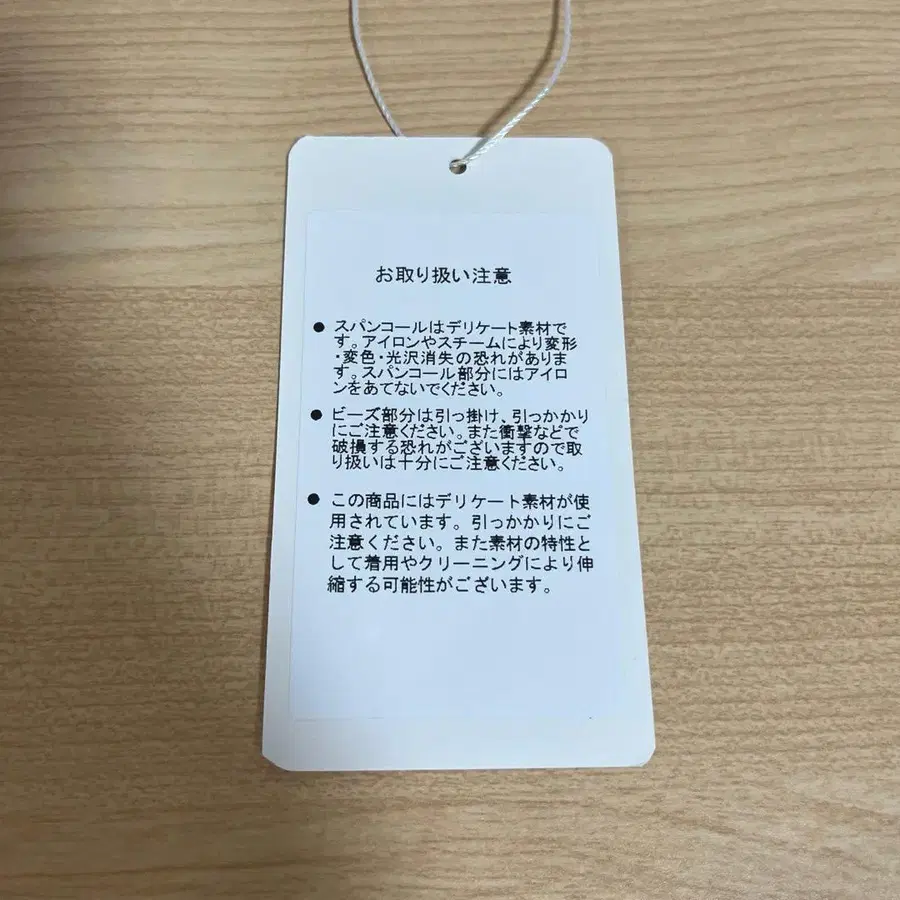 お取り扱い注意
● スパンコールはデリケート素材で
す。アイロンやスチームにより変形
・変色・光沢消失の恐れがありま
す。スパンコール部分にはアイロ
ンをあてないでください。
● ビーズ部分は引っ掛け、引っかかり
にご注意ください。また衝撃などで
破損する恐れがございますので取
り扱いは十分にご注意ください。
● この商品にはデリケート素材が使
用されています。引っかかりにご
注意ください。また素材の特性と
して着用やクリーニングにより伸
縮する可能性がございます。